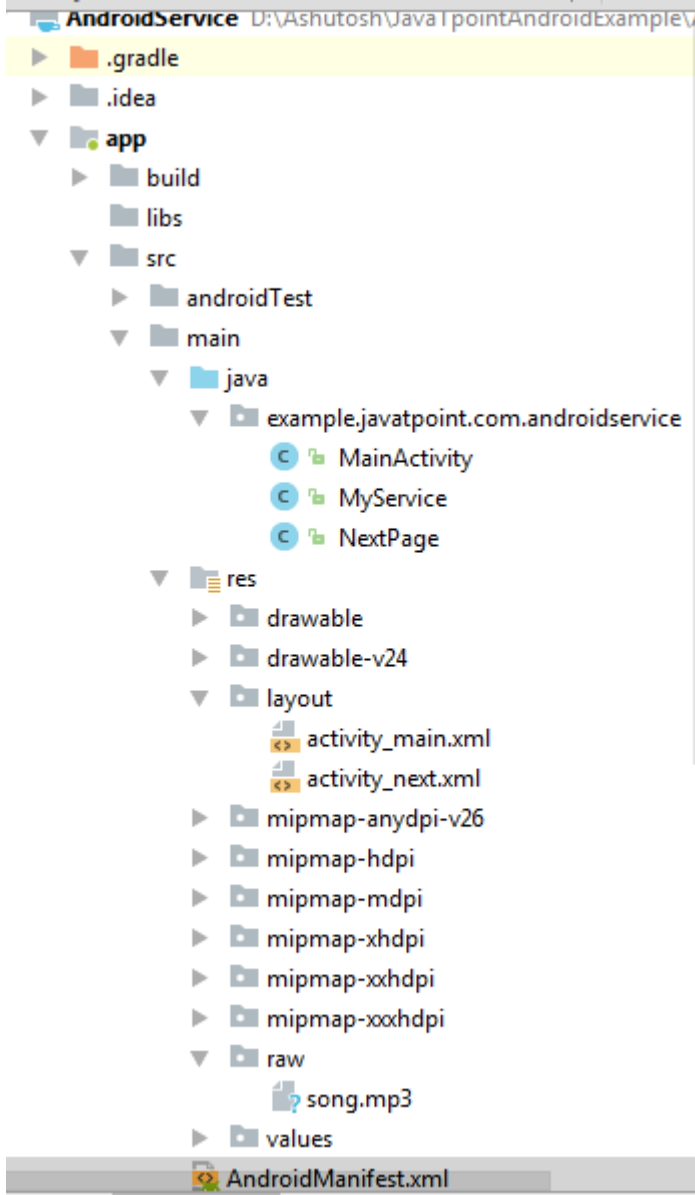 AndroidService D:\Ashutosh\JavaTpointAndroidExample\
.gradle
.idea
app
build
libs
src
androidTest
main
java
example.javatpoint.com.androidservice
C MainActivity
C MyService
C NextPage
res
drawable
drawable-v24
layout
activity_main.xml
activity_next.xml
mipmap-anydpi-v26
mipmap-hdpi
mipmap-mdpi
mipmap-xhdpi
mipmap-xxhdpi
mipmap-xxxhdpi
raw
song.mp3
values
AndroidManifest.xml